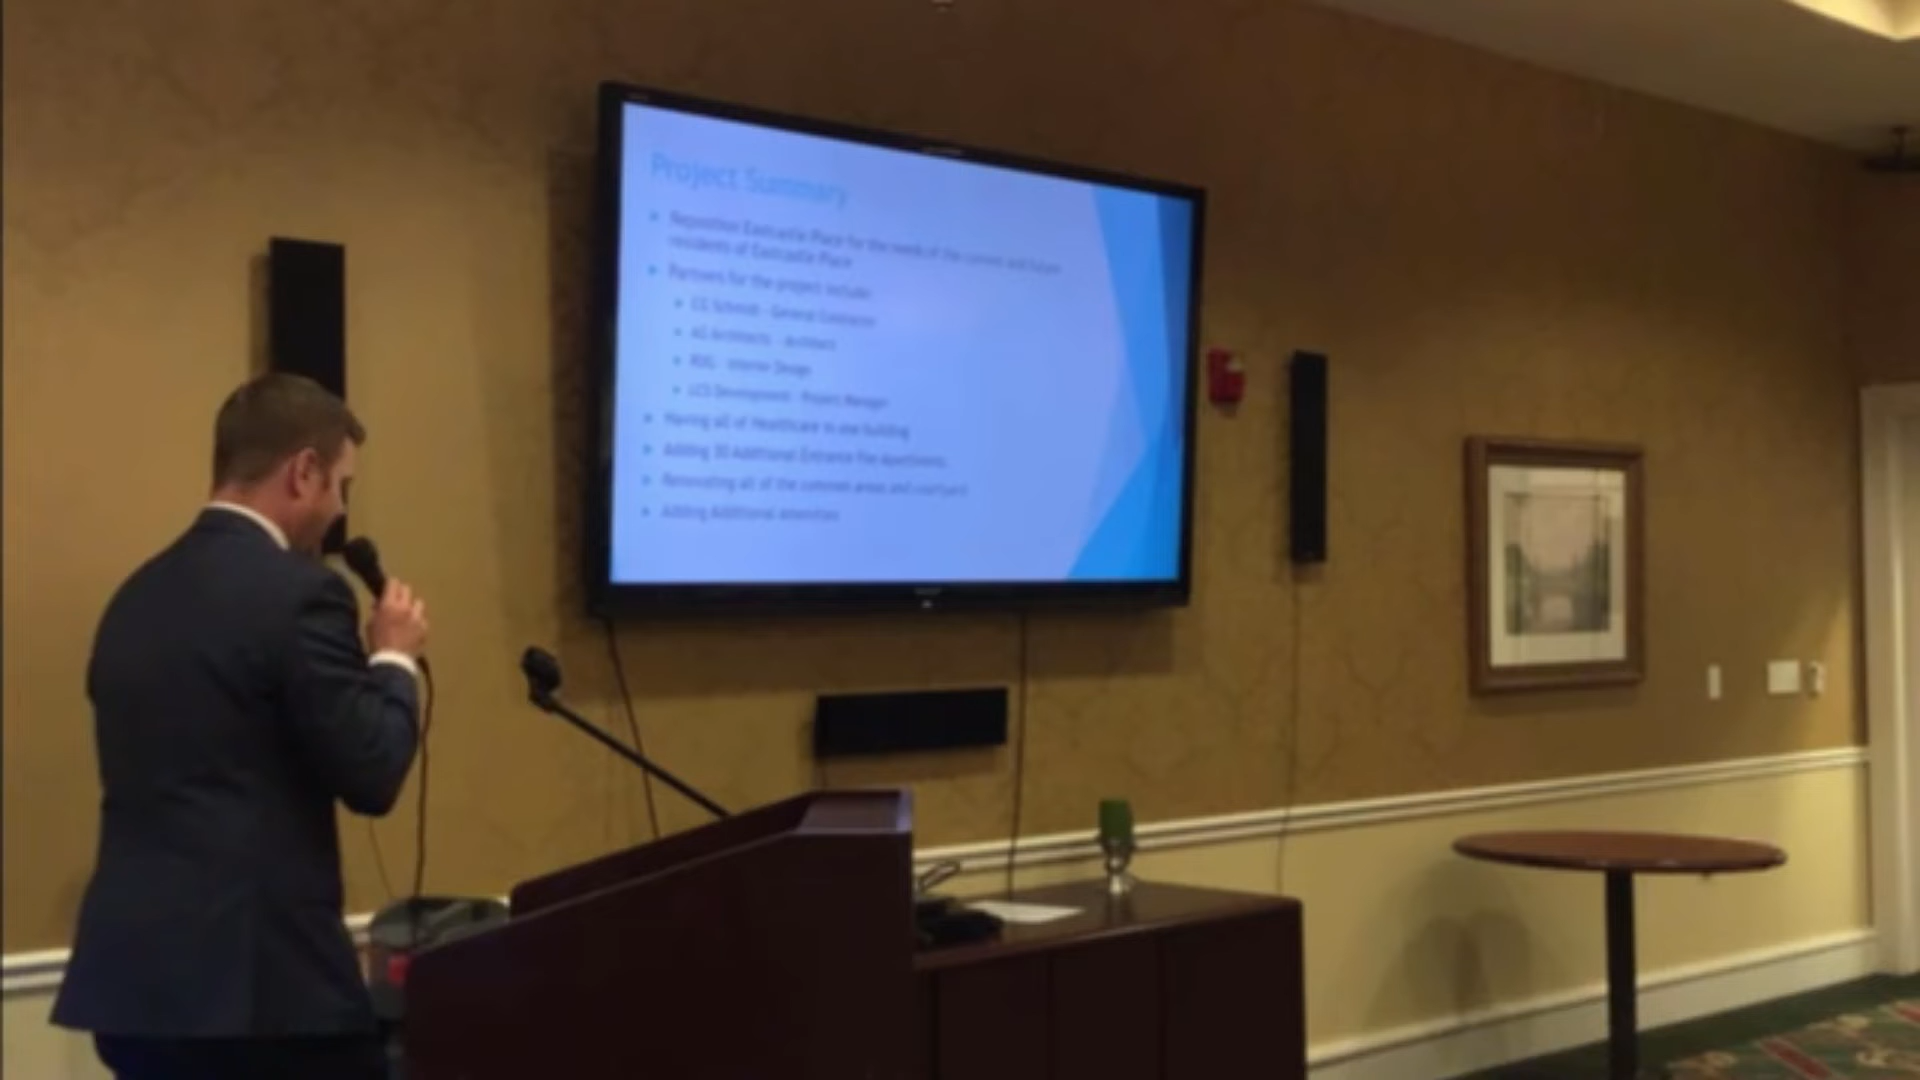 Project Summary
Reposition Eastcastle Place for the needs of the current and future
residents of Eastcastle Place
Partners for the project include:
CG Schmidt - General Contractor
AG Architects - Architect
RDG - Interior Design
LCS Development - Project Manager
Having all of Healthcare in one building
Adding Additional Entrance Fee Apartments
Renovating all of the common areas and courtyard
Adding Additional amenities